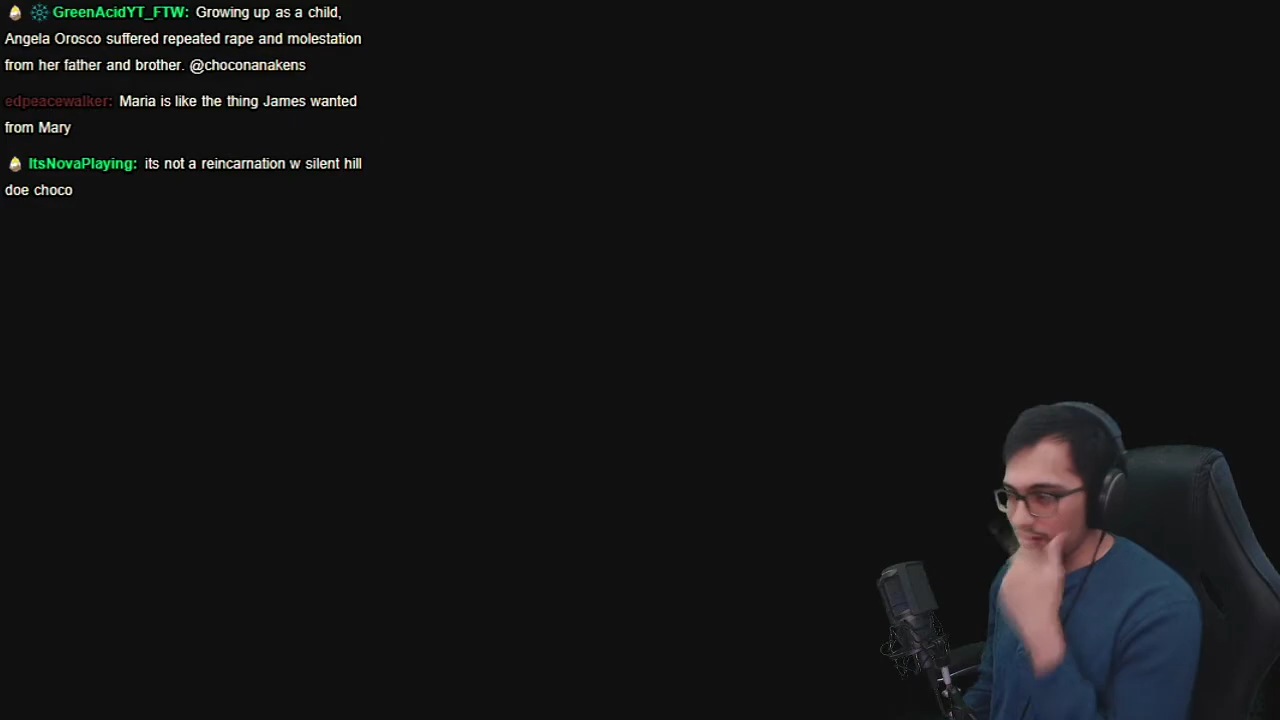 GreenAcidYT_FTW: Growing up as a child,
Angela Orosco suffered repeated rape and molestation
from her father and brother. @choconanakens
edpeacewalker: Maria is like the thing James wanted
from Mary
ItsNovaPlaying: its not a reincarnation w silent hill
doe choco